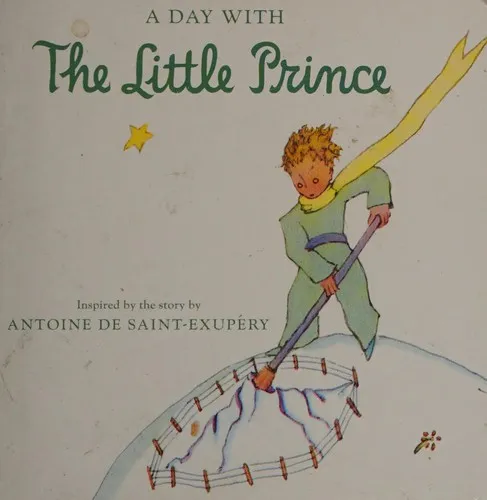 A DAY WITH
The Little Prince
Inspired by the story by
ANTOINE DE SAINT-EXUPÉRY